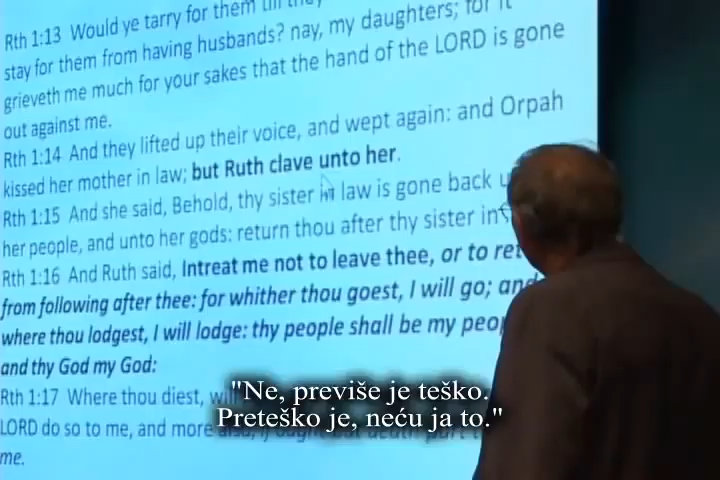 Rth 1:13 Would ye tarry for them till they
stay for them from having husbands? nay, my daughters; for it
grieveth me much for your sakes that the hand of the LORD is gone
out against me.
Rth 1:14 And they lifted up their voice, and wept again: and Orpah
kissed her mother in law; but Ruth clave unto her.
Rth 1:15 And she said, Behold, thy sister in law is gone back
her people, and unto her gods: return thou after thy sister in
Rth 1:16 And Ruth said, Intreat me not to leave thee, or to
from following after thee: for whither thou goest, I will go; and
where thou lodgest, I will lodge: thy people shall be my
and thy God my God:
Rth 1:17 Where thou diest,
LORD do so to me, and more
me.
"Ne, previše je teško.
Preteško je, neću ja to."